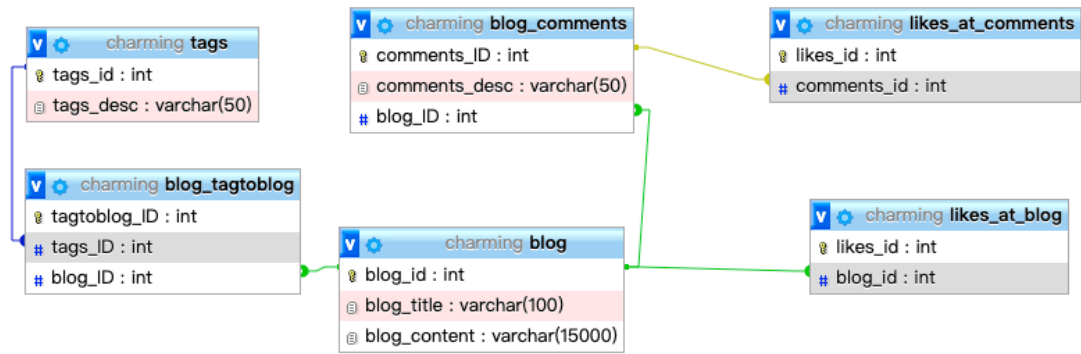 v charming tags
tags_id : int
tags_desc : varchar(50)
v charming blog_comments
comments_ID : int
comments_desc : varchar(50)
# blog_ID : int
v charming likes_at_comments
likes_id : int
# comments_id : int
v charming blog_tagtoblog
tagtoblog_ID : int
# tags_ID : int
# blog_ID : int
v charming blog
blog_id : int
blog_title : varchar(100)
blog_content : varchar(15000)
v charming likes_at_blog
likes_id : int
# blog_id : int